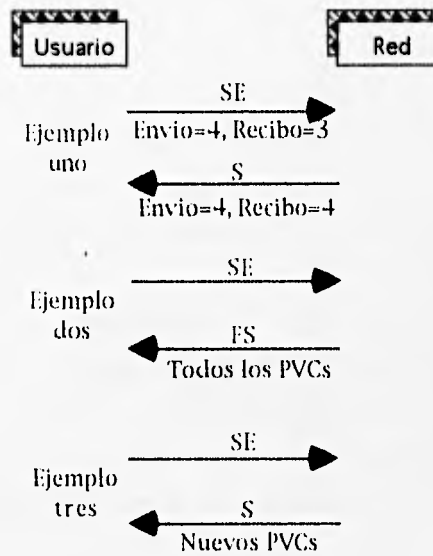 Usuario
Red
SE
Envio=4, Recibo=3
Ejemplo
uno
S
Envio=4, Recibo=4
SE
Ejemplo
dos
FS
Todos los PVCs
SE
Ejemplo
tres
S
Nuevos PVCs